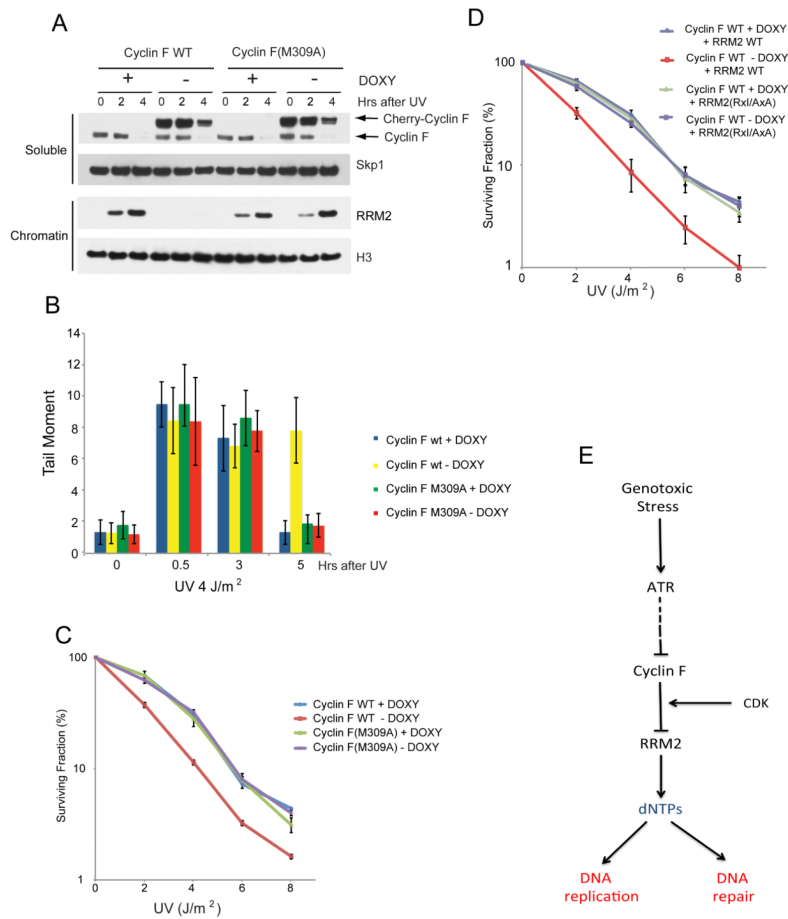 A
Cyclin F WT
Cyclin F(M309A)
+ - + - DOXY
0 2 4 0 2 4 0 2 4 0 2 4 Hrs after UV
Soluble
Cherry-Cyclin F
Cyclin F
Skp1
Chromatin
RRM2
H3
B
Tail Moment
14
12
10
8
6
4
2
0
0 0.5 3 5 Hrs after UV
UV 4 J/m2
Cyclin F wt + DOXY
Cyclin F wt - DOXY
Cyclin F M309A + DOXY
Cyclin F M309A - DOXY
C
Surviving Fraction (%)
100
10
1
0 2 4 6 8
UV (J/m2)
Cyclin F WT + DOXY
Cyclin F WT - DOXY
Cyclin F(M309A) + DOXY
Cyclin F(M309A) - DOXY
D
Surviving Fraction (%)
100
10
1
0 2 4 6 8
UV (J/m2)
Cyclin F WT + DOXY
+ RRM2 WT
Cyclin F WT - DOXY
+ RRM2 WT
Cyclin F WT + DOXY
+ RRM2(RxI/AxA)
Cyclin F WT - DOXY
+ RRM2(RxI/AxA)
E
Genotoxic
Stress
ATR
Cyclin F
CDK
RRM2
dNTPs
DNA
replication
DNA
repair